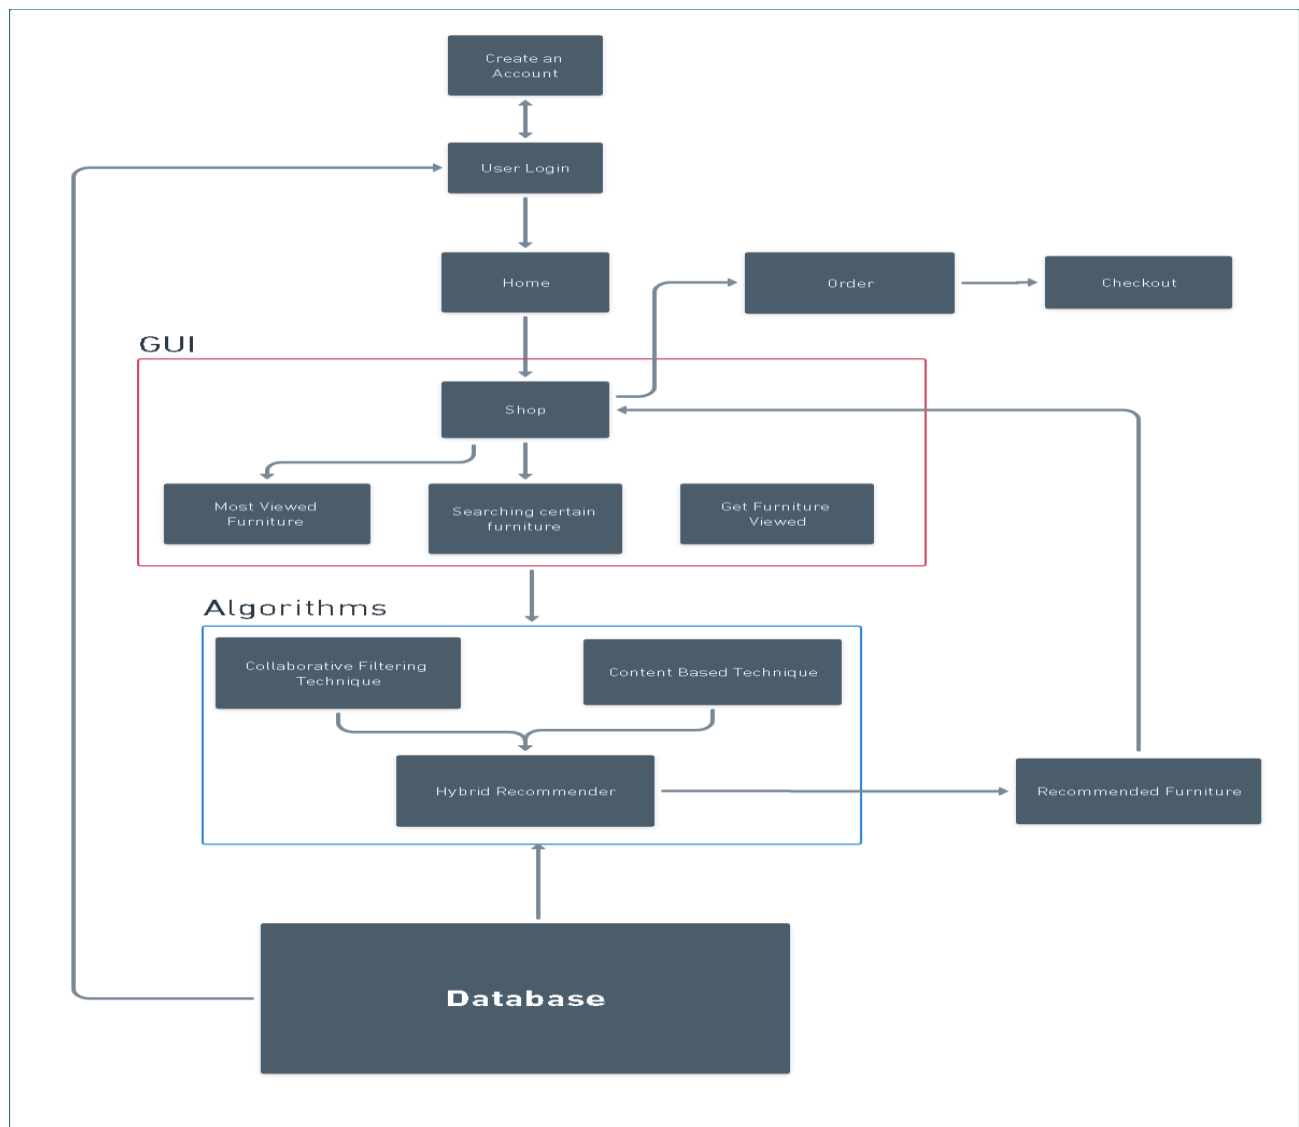 Create an
Account
User Login
Home
Order
Checkout
GUI
Shop
Most Viewed
Furniture
Searching certain
furniture
Get Furniture
Viewed
Algorithms
Collaborative Filtering
Technique
Content Based Technique
Hybrid Recommender
Recommended Furniture
Database